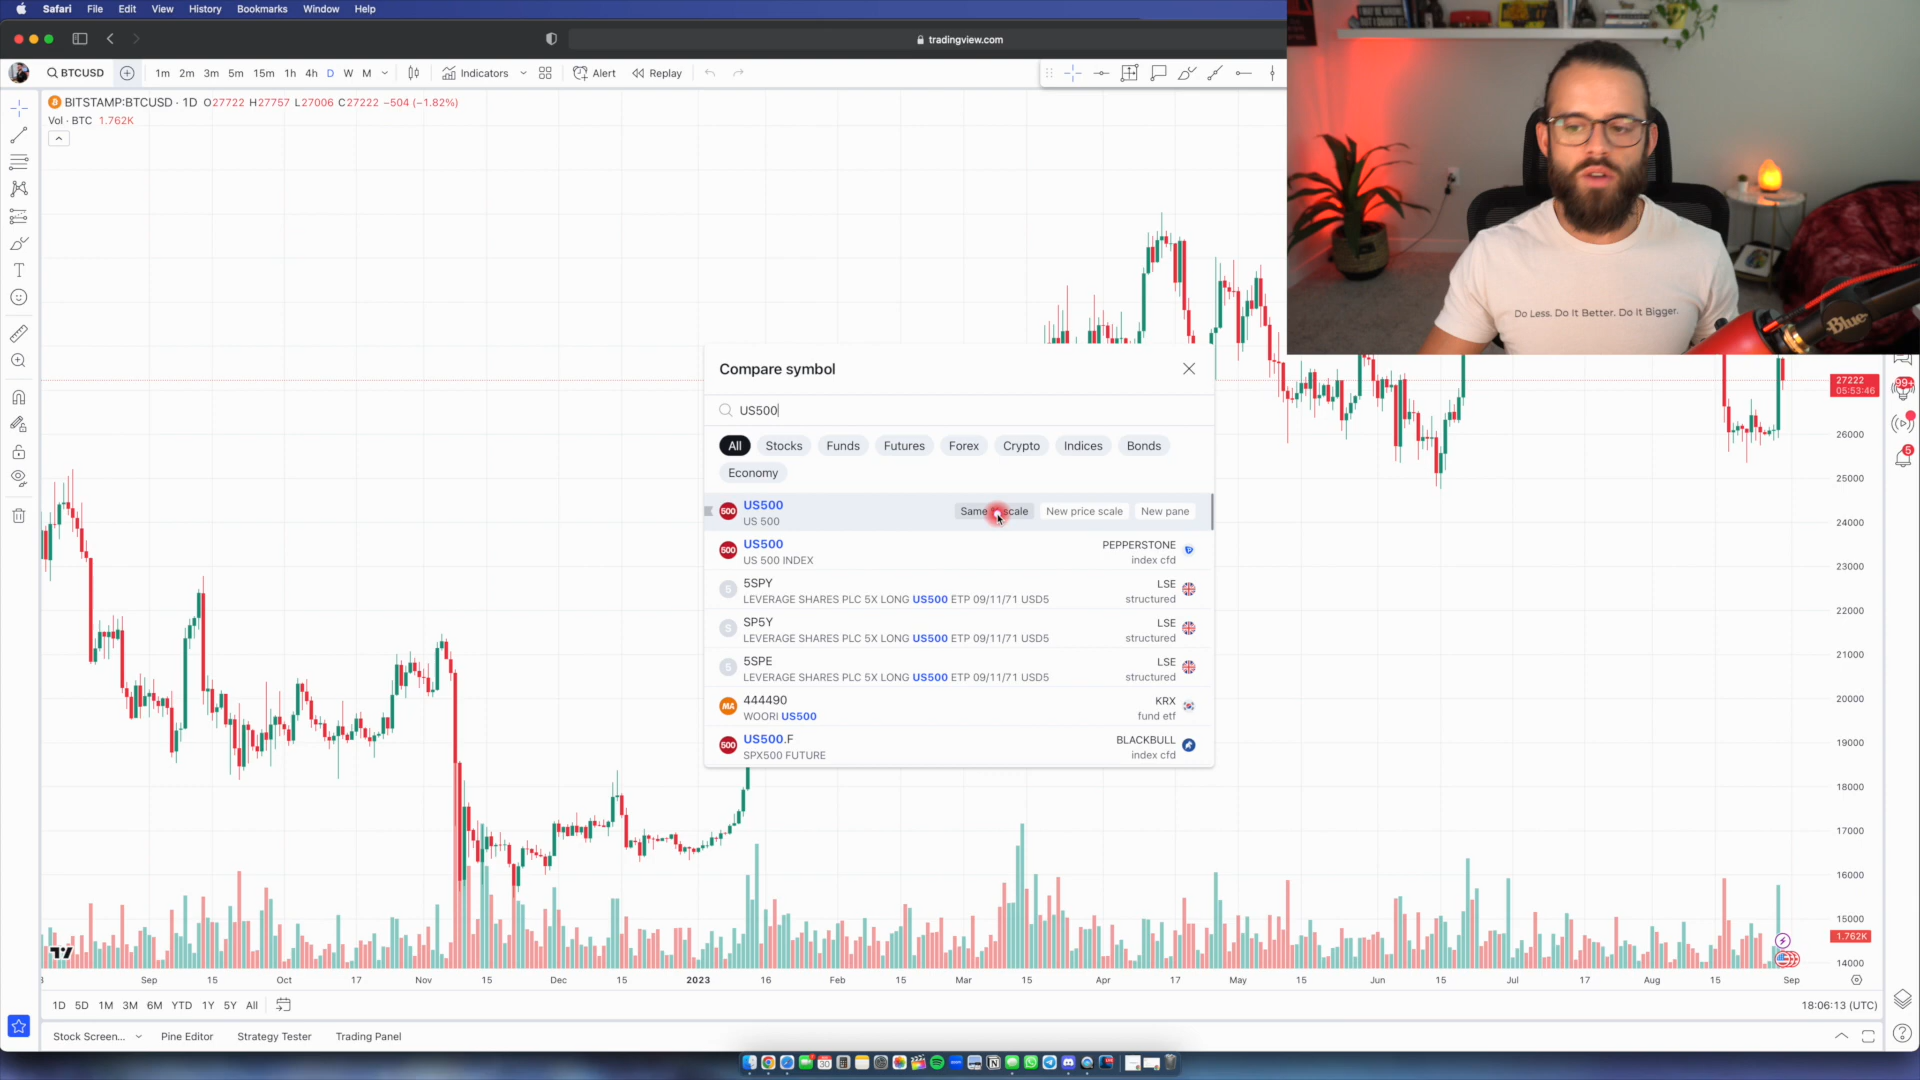 Safari File Edit View History Bookmarks Window Help
tradingview.com
BTCUSD 1m 2m 3m 5m 15m 1h 4h D W M Indicators Alert Replay
BITSTAMP:BTCUSD · 1D O27722 H27757 L27006 C27222 −504 (−1.82%)
Vol · BTC 1.762K
Do Less. Do It Better. Do It Bigger.
Blue
Compare symbol
US500
All Stocks Funds Futures Forex Crypto Indices Bonds
Economy
500 US500
US 500
Same scale New price scale New pane
500 US500 PEPPERSTONE
US 500 INDEX index cfd
5 5SPY LSE
LEVERAGE SHARES PLC 5X LONG US500 ETP 09/11/71 USD5 structured
S SP5Y LSE
LEVERAGE SHARES PLC 5X LONG US500 ETP 09/11/71 USD5 structured
5 5SPE LSE
LEVERAGE SHARES PLC 5X LONG US500 ETP 09/11/71 USD5 structured
MA 444490 KRX
WOORI US500 fund etf
500 US500.F BLACKBULL
SPX500 FUTURE index cfd
27222
05:53:46
99+
5
26000
25000
24000
23000
22000
21000
20000
19000
18000
17000
16000
15000
1.762K
14000
Sep 15 Oct 17 Nov 15 Dec 15 2023 16 Feb 15 Mar 15 Apr 17 May 15 Jun 15 Jul 17 Aug 15 Sep
1D 5D 1M 3M 6M YTD 1Y 5Y All 18:06:13 (UTC)
Stock Screen... Pine Editor Strategy Tester Trading Panel